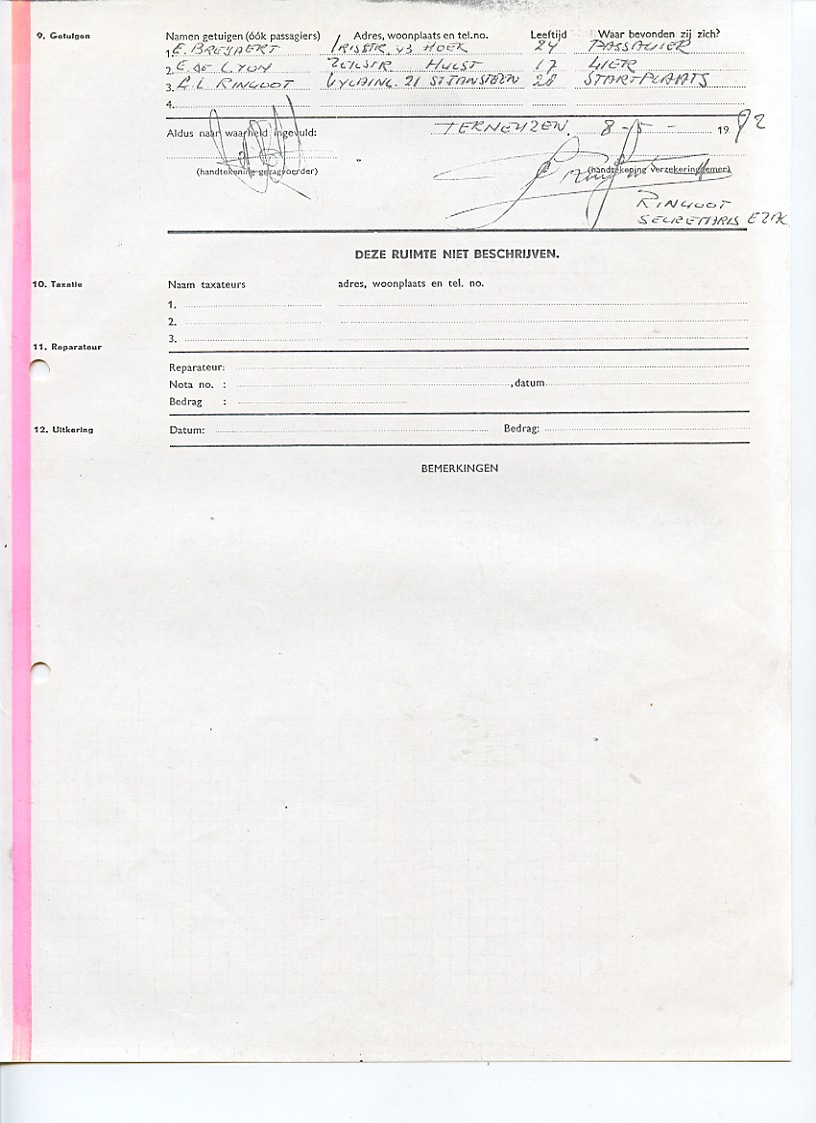 9. Getuigen Namen getuigen (óók passagiers) Adres, woonplaats en tel.no. Leeftijd Waar bevonden zij zich?
1. E. BREYAERT IRISSTR. 43 HOEK 24 PASSAGIER
2. E. DE LYON HULST 17 LIER
3. G.L RINGOOT 21 ST JANSTEEN 28 STARTPLAATS
4.
Aldus naar waarheid ingevuld: TERNEUZEN, 8-5- 1992
(handtekening gezagvoerder) (handtekening verzekeringnemer)
RINGOOT
SECRETARIS EZAC
DEZE RUIMTE NIET BESCHRIJVEN.
10. Taxatie Naam taxateurs adres, woonplaats en tel. no.
1.
2.
3.
11. Reparateur
Reparateur:
Nota no. : , datum
Bedrag :
12. Uitkering Datum: Bedrag:
BEMERKINGEN